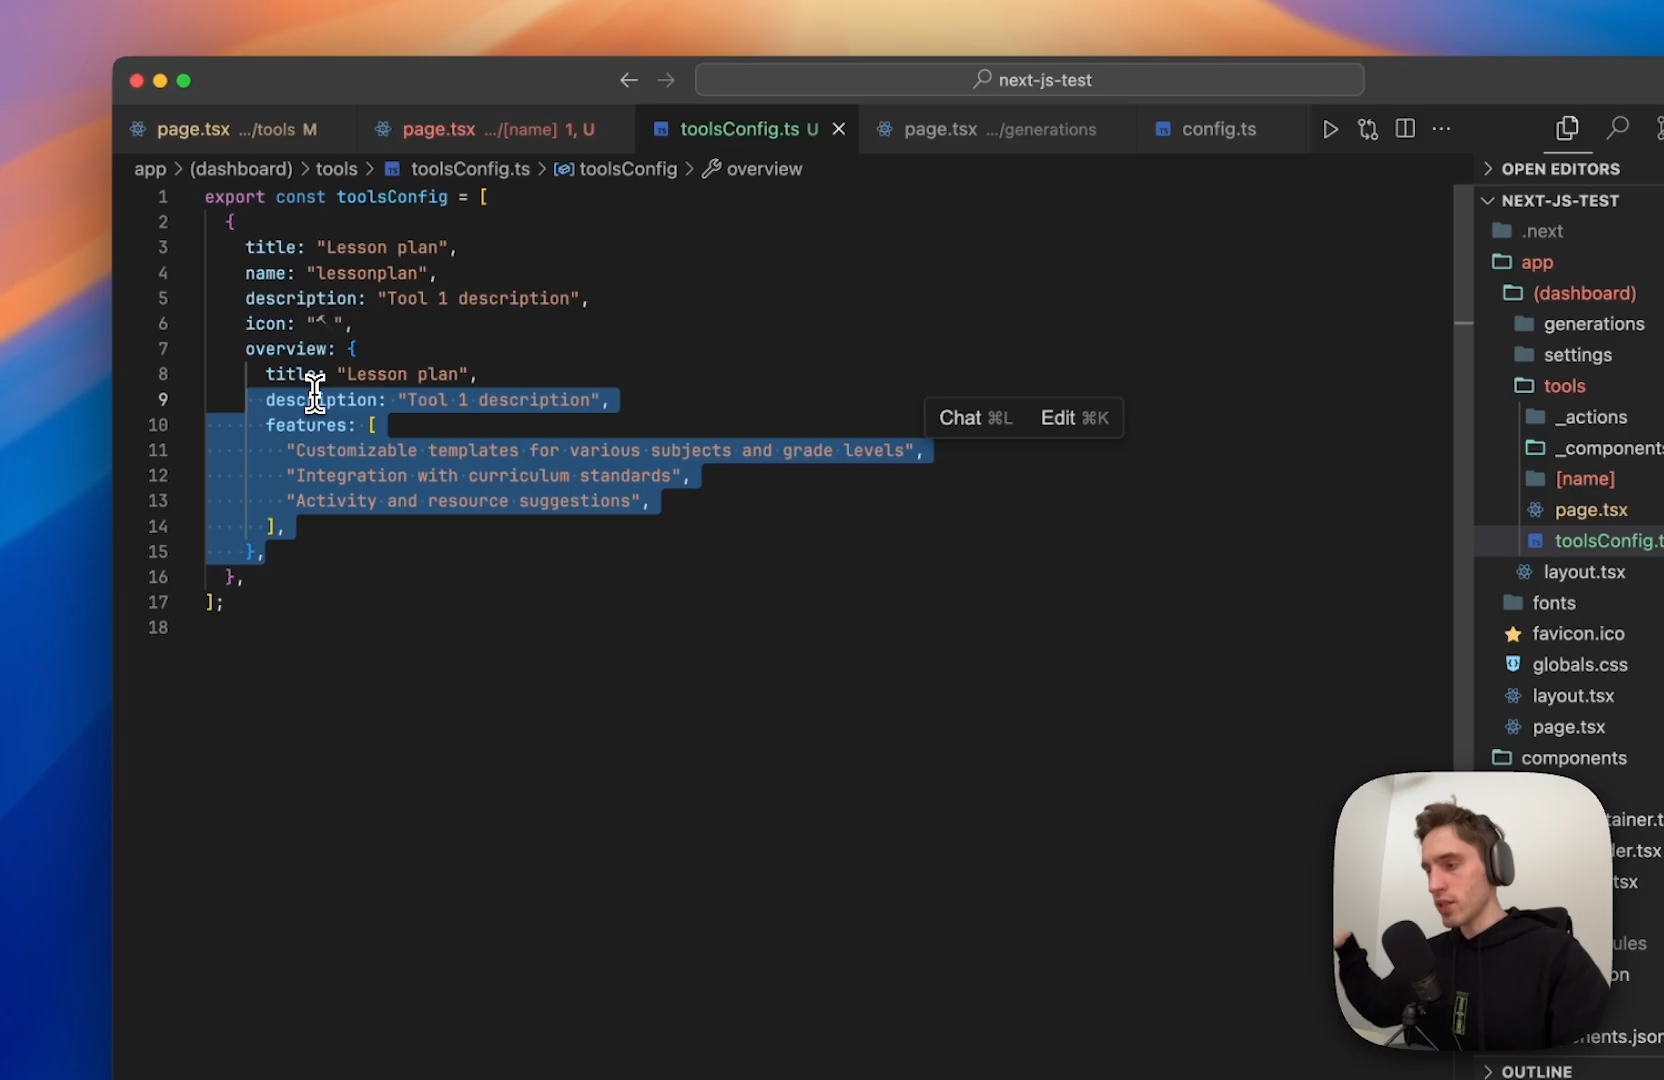 next-js-test
page.tsx .../tools M
page.tsx .../[name] 1, U
toolsConfig.ts U
page.tsx .../generations
config.ts
app > (dashboard) > tools > toolsConfig.ts > toolsConfig > overview
1 export const toolsConfig = [
2 {
3 title: "Lesson plan",
4 name: "lessonplan",
5 description: "Tool 1 description",
6 icon: "🔨",
7 overview: {
8 title: "Lesson plan",
9 description: "Tool 1 description",
10 features: [
11 "Customizable templates for various subjects and grade levels",
12 "Integration with curriculum standards",
13 "Activity and resource suggestions",
14 ],
15 },
16 },
17 ];
18
Chat ⌘L Edit ⌘K
OPEN EDITORS
NEXT-JS-TEST
.next
app
(dashboard)
generations
settings
tools
_actions
_components
[name]
page.tsx
toolsConfig.t
layout.tsx
fonts
favicon.ico
globals.css
layout.tsx
page.tsx
components
tainer.t
der.tsx
tsx
ules
on
nents.json
OUTLINE